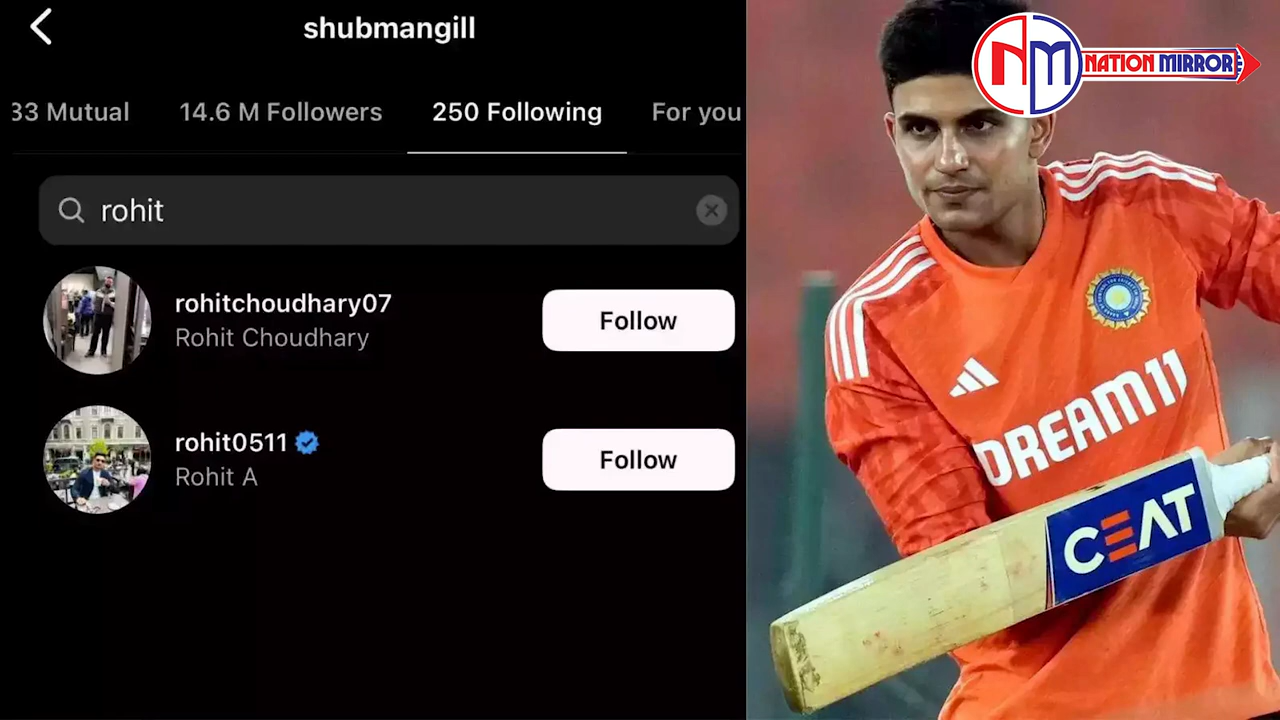 shubmangill
33 Mutual
14.6 M Followers
250 Following
For you
rohit
rohitchoudhary07
Rohit Choudhary
Follow
rohit0511
Rohit A
Follow
NM
NATION MIRROR
DREAM11
CEAT